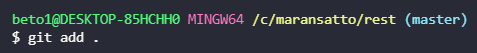 beto1@DESKTOP-85HCHH0 MINGW64 /c/maransatto/rest (master)
$ git add .